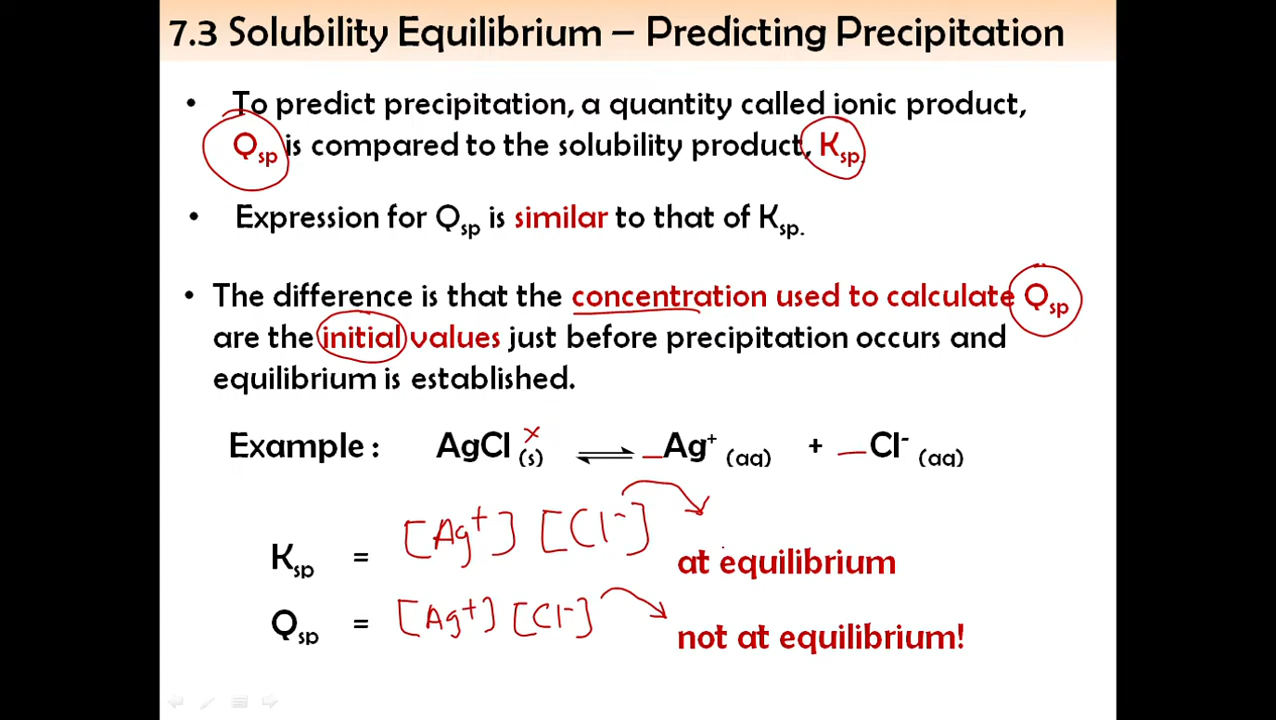 7.3 Solubility Equilibrium – Predicting Precipitation
• To predict precipitation, a quantity called ionic product,
Qsp is compared to the solubility product, Ksp.
• Expression for Qsp is similar to that of Ksp.
• The difference is that the concentration used to calculate Qsp
are the initial values just before precipitation occurs and
equilibrium is established.
Example : AgCl (s) ⇌ _Ag⁺ (aq) + _Cl⁻ (aq)
Ksp = [Ag⁺] [Cl⁻] at equilibrium
Qsp = [Ag⁺] [Cl⁻] not at equilibrium!